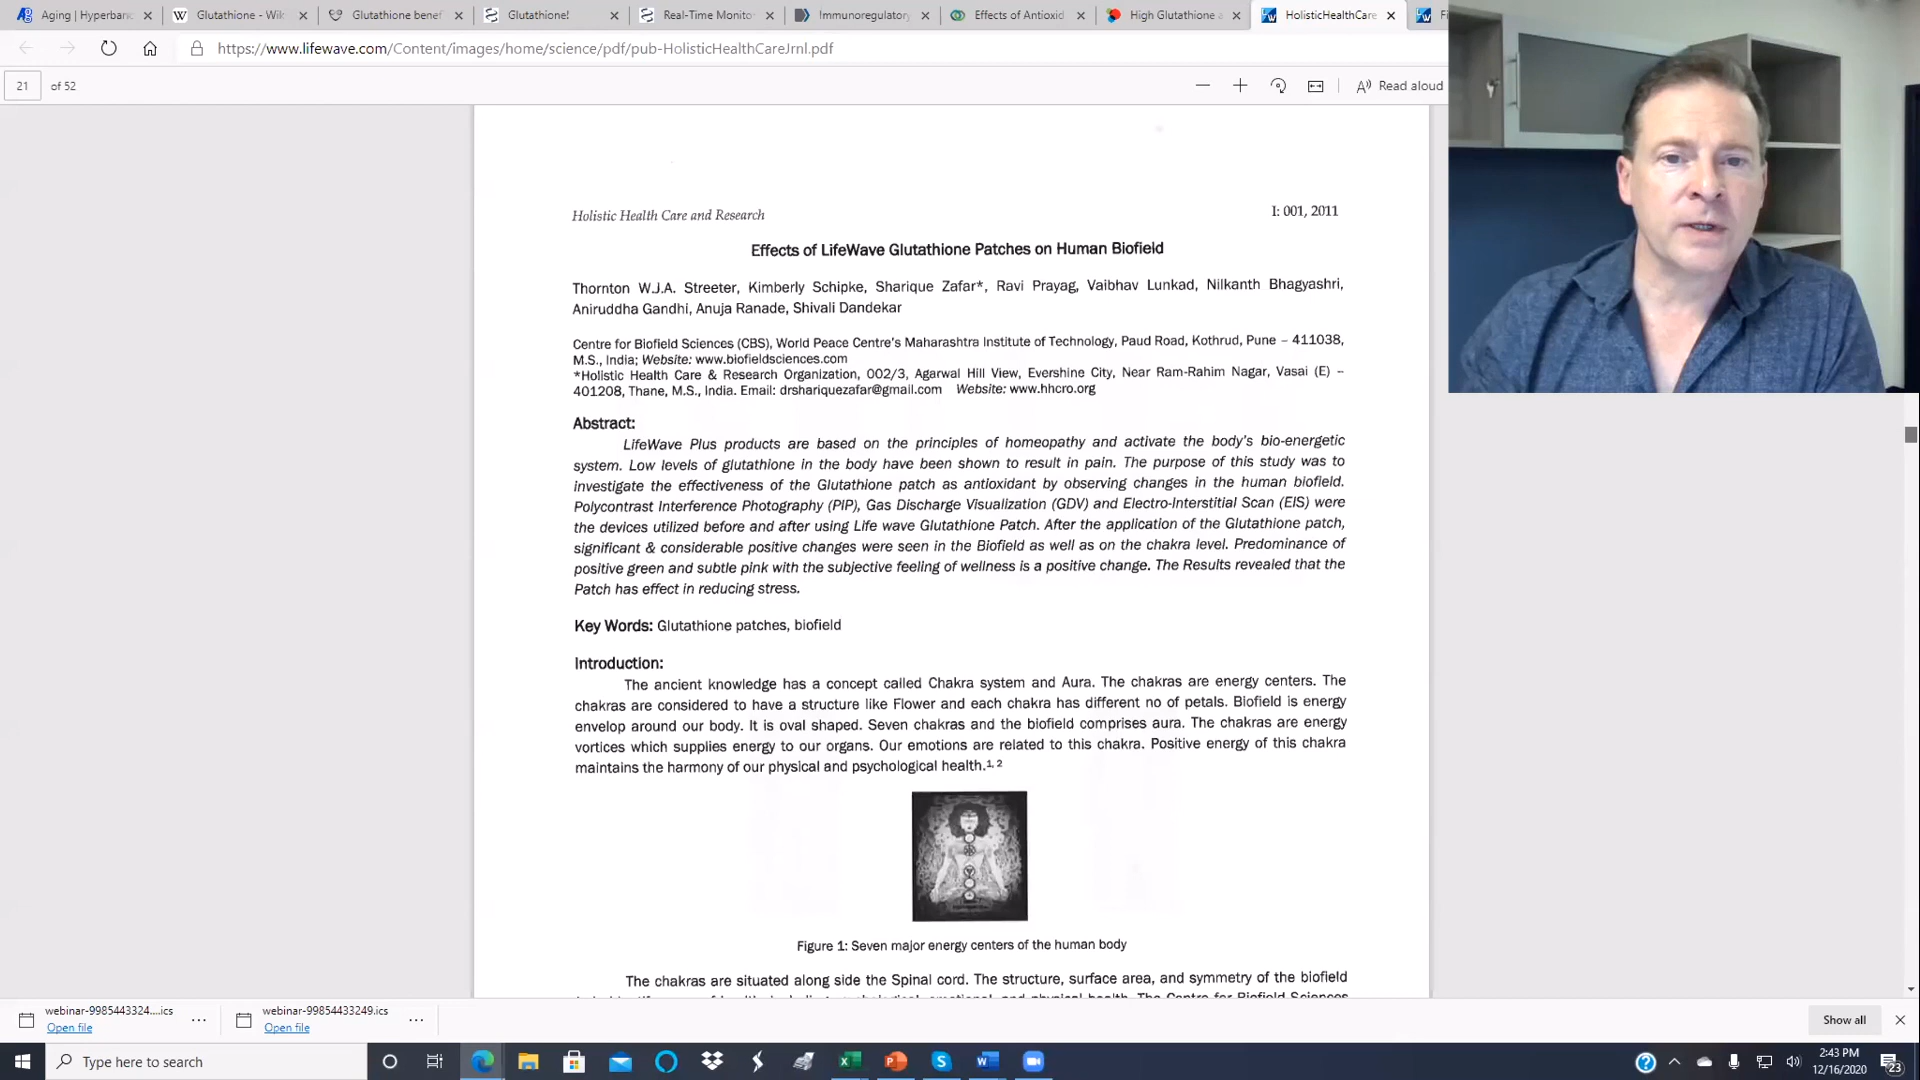 Aging | Hyperbaric
Glutathione - Wiki
Glutathione benef
Glutathione!
Real-Time Monito
Immunoregulatory
Effects of Antioxid
High Glutathione a
HolisticHealthCare
https://www.lifewave.com/Content/images/home/science/pdf/pub-HolisticHealthCareJrnl.pdf
21 of 52
Read aloud
Holistic Health Care and Research
I: 001, 2011
Effects of LifeWave Glutathione Patches on Human Biofield
Thornton W.J.A. Streeter, Kimberly Schipke, Sharique Zafar*, Ravi Prayag, Vaibhav Lunkad, Nilkanth Bhagyashri,
Aniruddha Gandhi, Anuja Ranade, Shivali Dandekar
Centre for Biofield Sciences (CBS), World Peace Centre's Maharashtra Institute of Technology, Paud Road, Kothrud, Pune – 411038,
M.S., India; Website: www.biofieldsciences.com
*Holistic Health Care & Research Organization, 002/3, Agarwal Hill View, Evershine City, Near Ram-Rahim Nagar, Vasai (E) –
401208, Thane, M.S., India. Email: drshariquezafar@gmail.com Website: www.hhcro.org
Abstract:
LifeWave Plus products are based on the principles of homeopathy and activate the body's bio-energetic
system. Low levels of glutathione in the body have been shown to result in pain. The purpose of this study was to
investigate the effectiveness of the Glutathione patch as antioxidant by observing changes in the human biofield.
Polycontrast Interference Photography (PIP), Gas Discharge Visualization (GDV) and Electro-Interstitial Scan (EIS) were
the devices utilized before and after using Life wave Glutathione Patch. After the application of the Glutathione patch,
significant & considerable positive changes were seen in the Biofield as well as on the chakra level. Predominance of
positive green and subtle pink with the subjective feeling of wellness is a positive change. The Results revealed that the
Patch has effect in reducing stress.
Key Words: Glutathione patches, biofield
Introduction:
The ancient knowledge has a concept called Chakra system and Aura. The chakras are energy centers. The
chakras are considered to have a structure like Flower and each chakra has different no of petals. Biofield is energy
envelop around our body. It is oval shaped. Seven chakras and the biofield comprises aura. The chakras are energy
vortices which supplies energy to our organs. Our emotions are related to this chakra. Positive energy of this chakra
maintains the harmony of our physical and psychological health.1, 2
Figure 1: Seven major energy centers of the human body
The chakras are situated along side the Spinal cord. The structure, surface area, and symmetry of the biofield
webinar-9985443324....ics
Open file
webinar-99854433249.ics
Open file
Show all
Type here to search
2:43 PM
12/16/2020
23